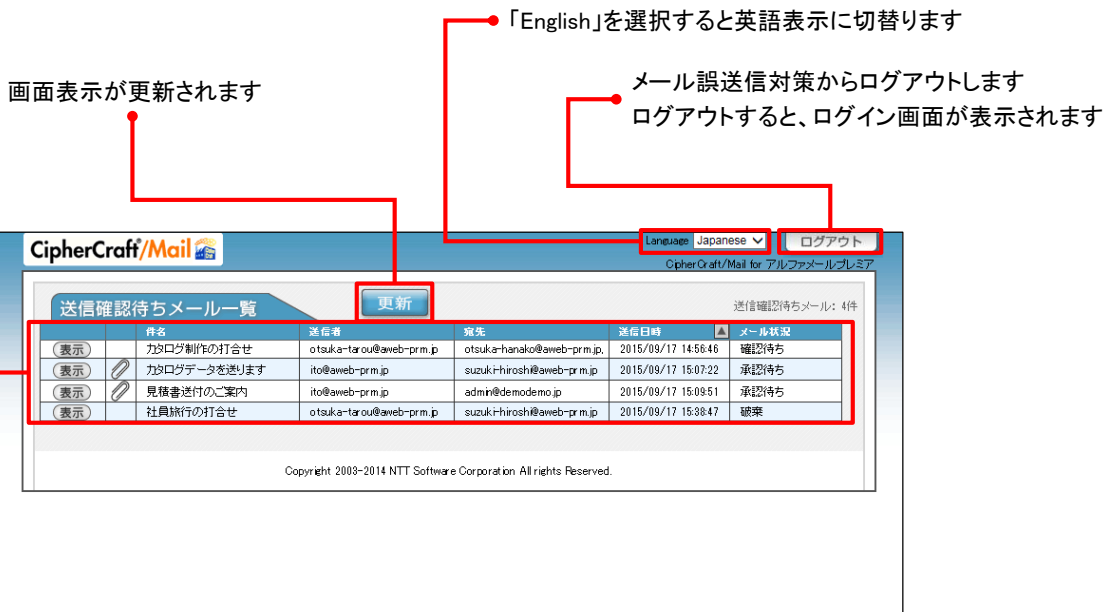 「English」を選択すると英語表示に切替ります
画面表示が更新されます
メール誤送信対策からログアウトします
ログアウトすると、ログイン画面が表示されます
CipherCraft/Mail
Language Japanese
ログアウト
CipherCraft/Mail for アルファメールプレミア
送信確認待ちメール一覧
更新
送信確認待ちメール: 4件
件名 送信者 宛先 送信日時 メール状況
表示 カタログ制作の打合せ otsuka-tarou@aweb-prm.jp otsuka-hanako@aweb-prm.jp, 2015/09/17 14:56:46 確認待ち
表示 カタログデータを送ります ito@aweb-prm.jp suzuki-hiroshi@aweb-prm.jp 2015/09/17 15:07:22 承認待ち
表示 見積書送付のご案内 ito@aweb-prm.jp admin@demodemo.jp 2015/09/17 15:09:51 承認待ち
表示 社員旅行の打合せ otsuka-tarou@aweb-prm.jp suzuki-hiroshi@aweb-prm.jp 2015/09/17 15:38:47 破棄
Copyright 2003-2014 NTT Software Corporation All rights Reserved.